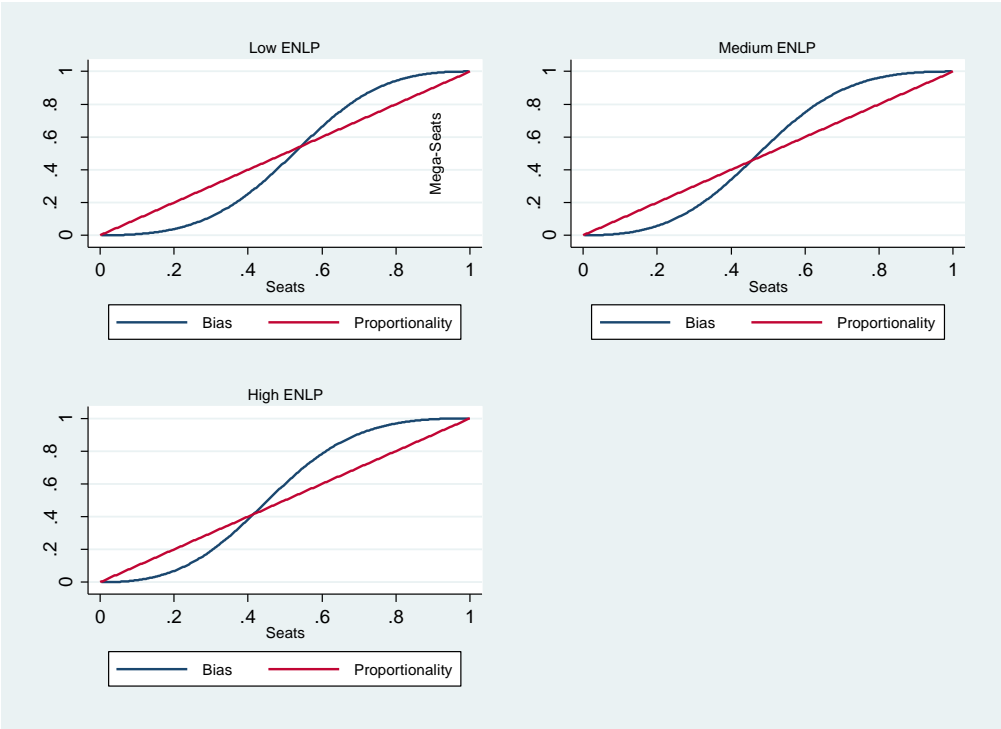 Low ENLP
1
.8
.6
.4
.2
0
Mega-Seats
0 .2 .4 .6 .8 1
Seats
Bias Proportionality
Medium ENLP
1
.8
.6
.4
.2
0
0 .2 .4 .6 .8 1
Seats
Bias Proportionality
High ENLP
1
.8
.6
.4
.2
0
0 .2 .4 .6 .8 1
Seats
Bias Proportionality